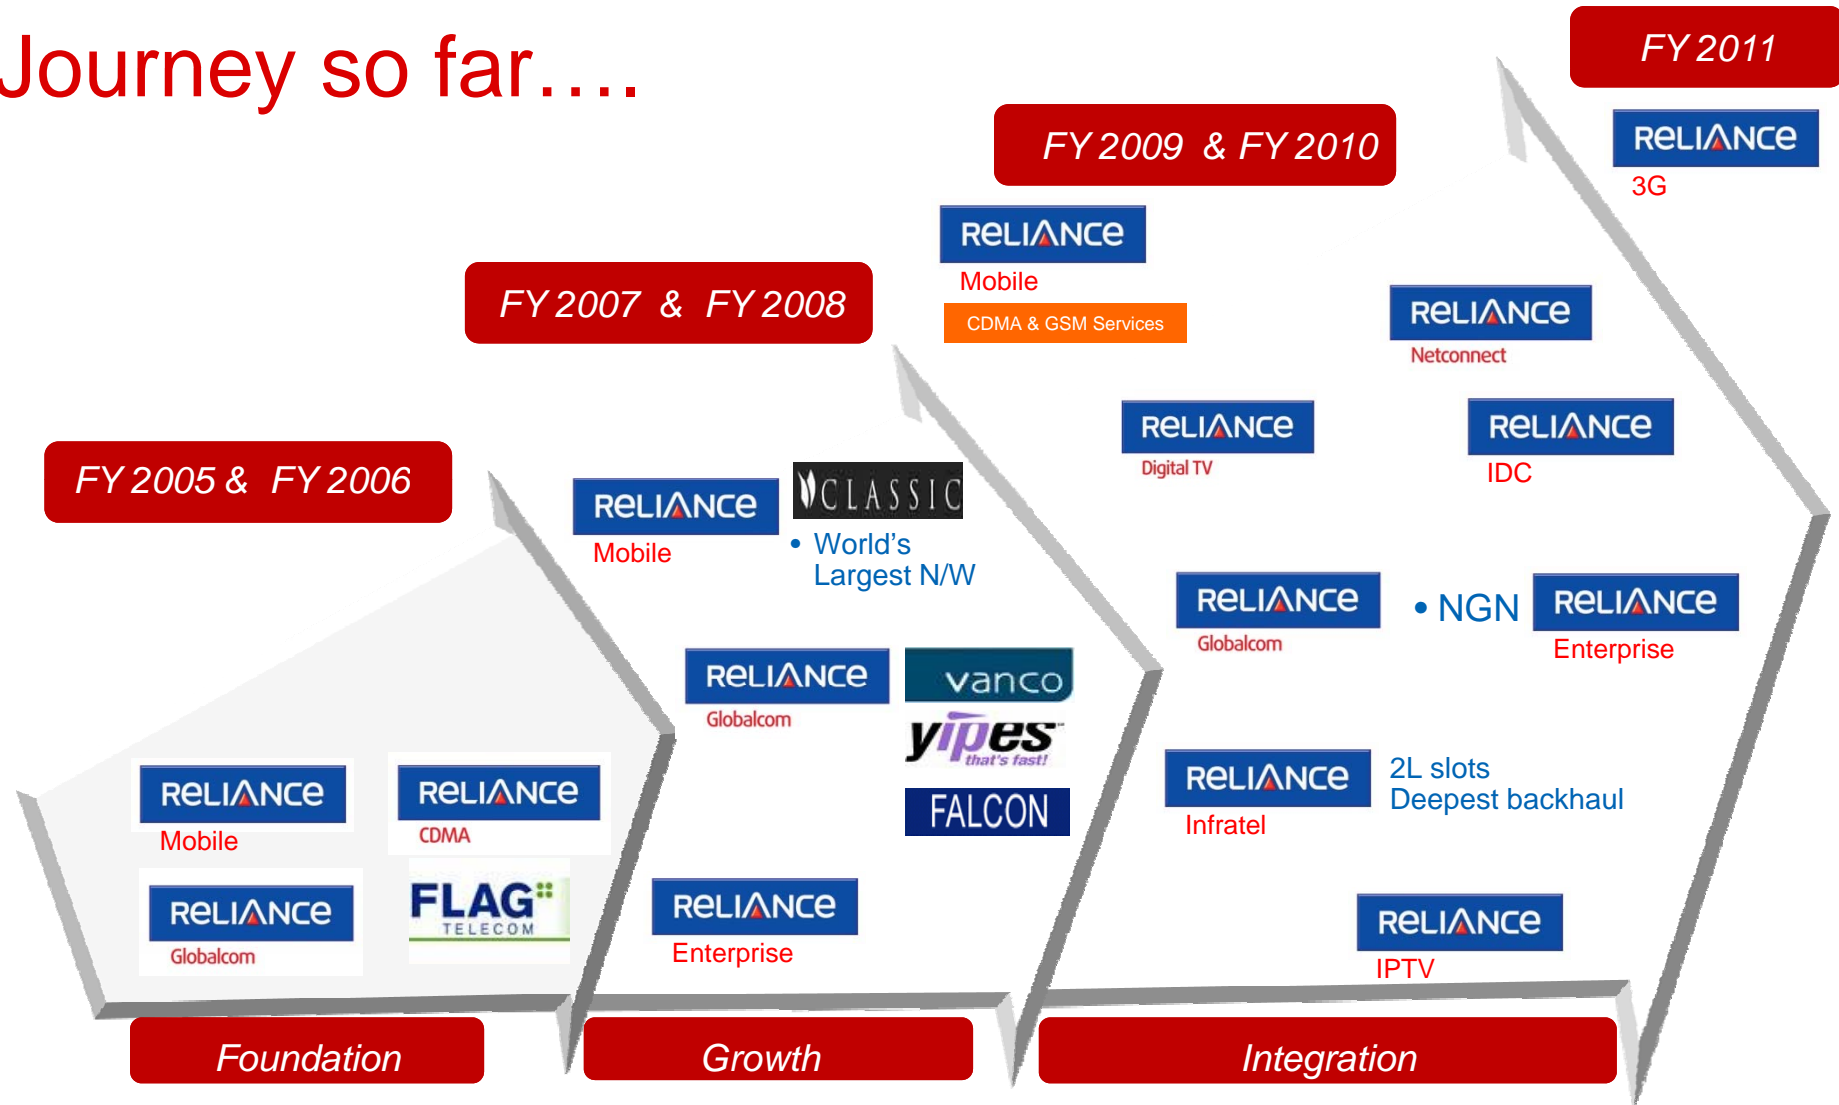 Journey so far….
FY 2011
RELIANCE
3G
FY 2009 & FY 2010
RELIANCE
Mobile
CDMA & GSM Services
RELIANCE
Netconnect
RELIANCE
Digital TV
RELIANCE
IDC
RELIANCE
Globalcom
• NGN
RELIANCE
Enterprise
RELIANCE
Infratel
2L slots
Deepest backhaul
RELIANCE
IPTV
Integration
FY 2007 & FY 2008
RELIANCE
Mobile
CLASSIC
• World’s
Largest N/W
RELIANCE
Globalcom
vanco
yipes
that's fast!
FALCON
RELIANCE
Enterprise
Growth
FY 2005 & FY 2006
RELIANCE
Mobile
RELIANCE
CDMA
RELIANCE
Globalcom
FLAG
TELECOM
Foundation